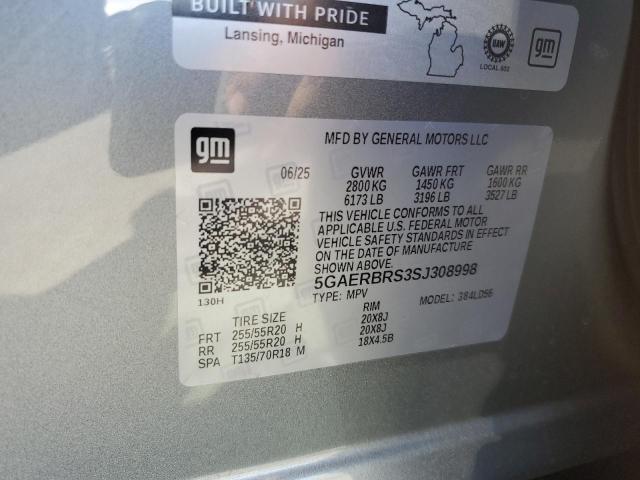 BUILT WITH PRIDE
Lansing, Michigan
UAW
LOCAL 602
gm
gm
MFD BY GENERAL MOTORS LLC
06/25 GVWR GAWR FRT GAWR RR
2800 KG 1450 KG 1600 KG
6173 LB 3196 LB 3527 LB
THIS VEHICLE CONFORMS TO ALL
APPLICABLE U.S. FEDERAL MOTOR
VEHICLE SAFETY STANDARDS IN EFFECT
ON THE DATE OF MANUFACTURE
SHOWN ABOVE.
5GAERBRS3SJ308998
TYPE: MPV MODEL: 384LD56
130H
TIRE SIZE RIM
FRT 255/55R20 H 20X8J
RR 255/55R20 H 20X8J
SPA T135/70R18 M 18X4.5B